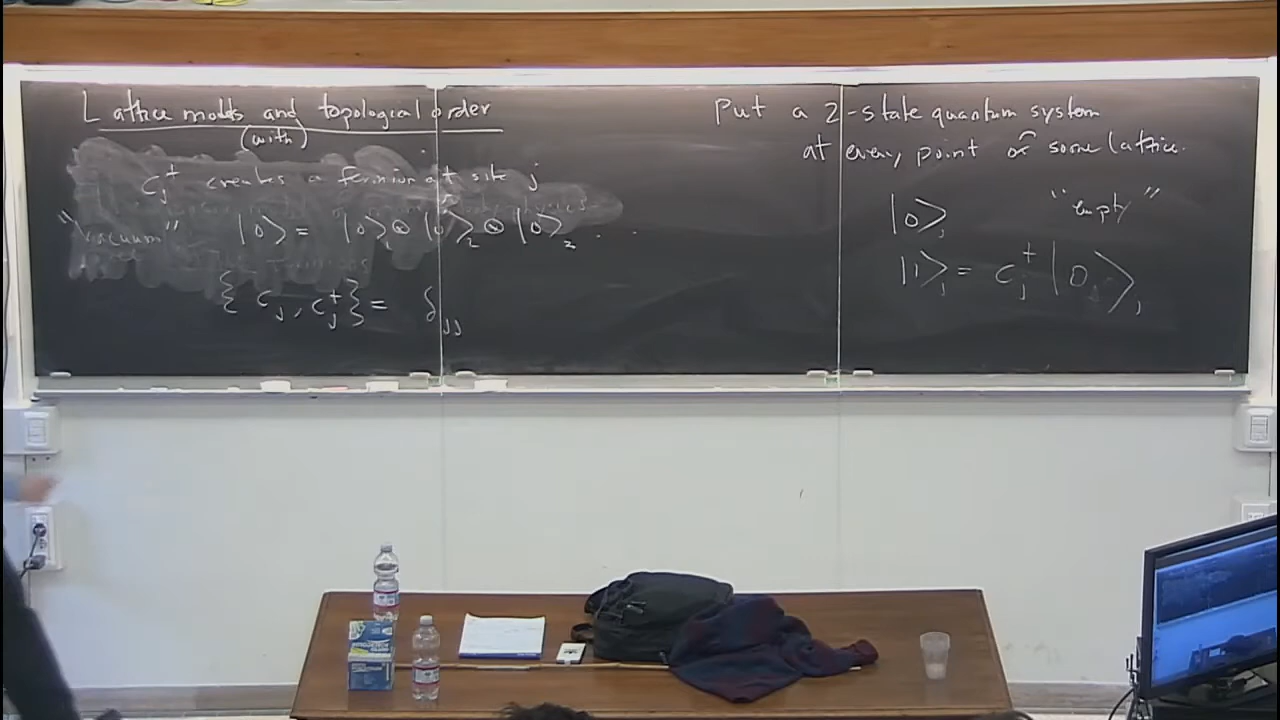 Lattice models and topological order
(with)
c_j^† creates a fermion at site j
"vacuum" |0> = |0>_1 ⊗ |0>_2 ⊗ |0>_3 ...
{ c_j , c_j^† } = δ_jj
Put a 2-state quantum system
at every point of some lattice.
|0>_j "empty"
|1>_j = c_j^† |0>_j